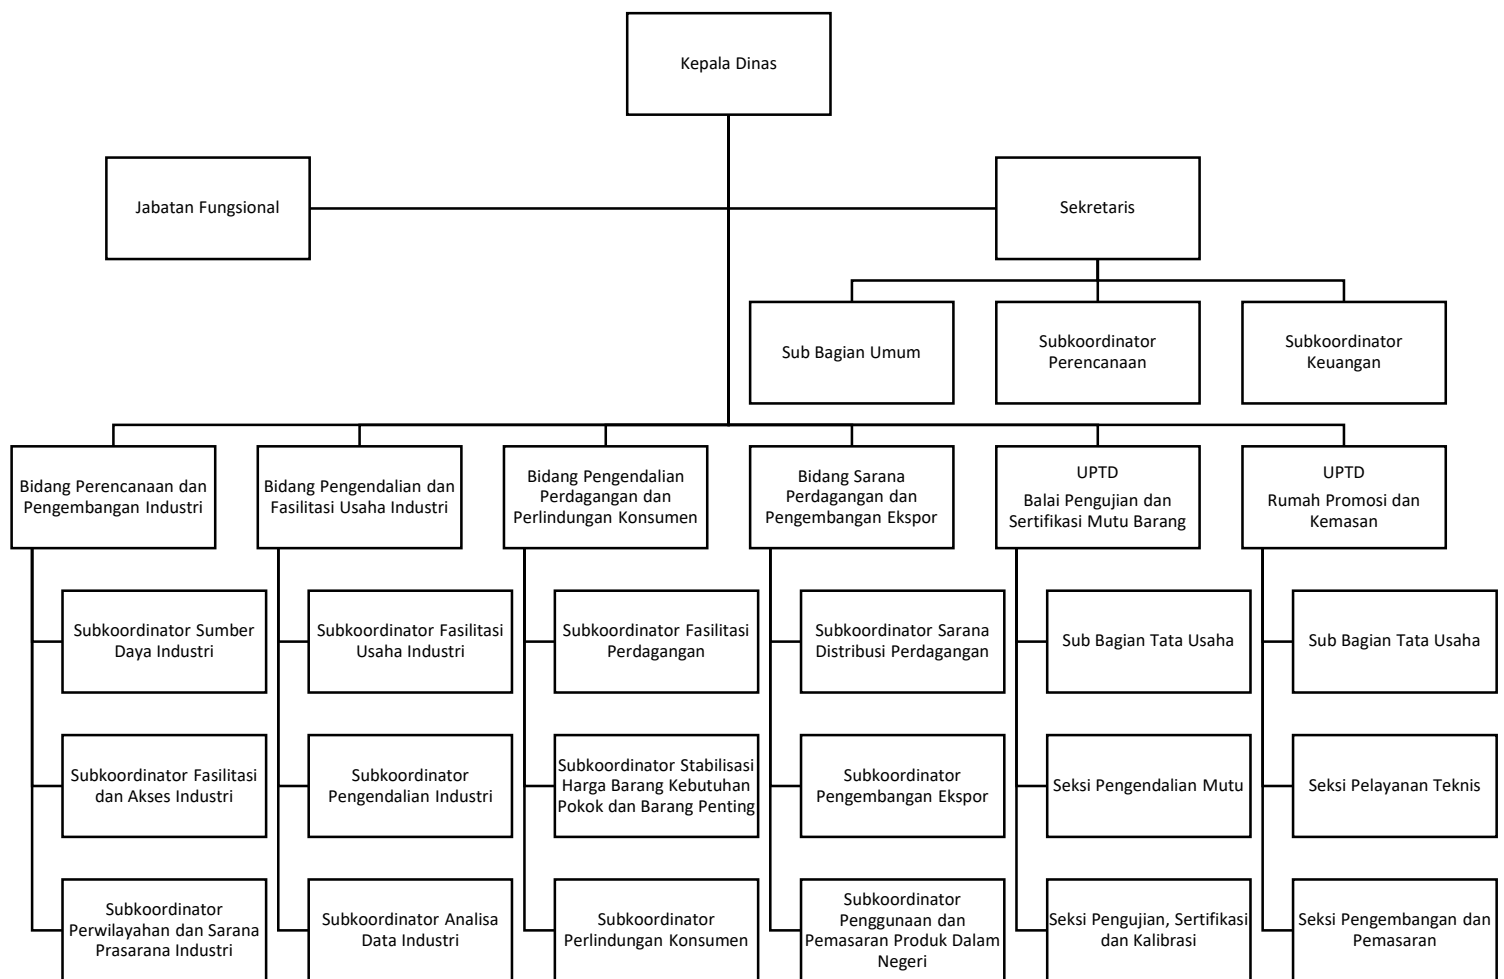 Kepala Dinas
Jabatan Fungsional
Sekretaris
Sub Bagian Umum
Subkoordinator
Perencanaan
Subkoordinator
Keuangan
Bidang Perencanaan dan
Pengembangan Industri
Bidang Pengendalian dan
Fasilitasi Usaha Industri
Bidang Pengendalian
Perdagangan dan
Perlindungan Konsumen
Bidang Sarana
Perdagangan dan
Pengembangan Ekspor
UPTD
Balai Pengujian dan
Sertifikasi Mutu Barang
UPTD
Rumah Promosi dan
Kemasan
Subkoordinator Sumber
Daya Industri
Subkoordinator Fasilitasi
Usaha Industri
Subkoordinator Fasilitasi
Perdagangan
Subkoordinator Sarana
Distribusi Perdagangan
Sub Bagian Tata Usaha
Sub Bagian Tata Usaha
Subkoordinator Fasilitasi
dan Akses Industri
Subkoordinator
Pengendalian Industri
Subkoordinator Stabilisasi
Harga Barang Kebutuhan
Pokok dan Barang Penting
Subkoordinator
Pengembangan Ekspor
Seksi Pengendalian Mutu
Seksi Pelayanan Teknis
Subkoordinator
Perwilayahan dan Sarana
Prasarana Industri
Subkoordinator Analisa
Data Industri
Subkoordinator
Perlindungan Konsumen
Subkoordinator
Penggunaan dan
Pemasaran Produk Dalam
Negeri
Seksi Pengujian, Sertifikasi
dan Kalibrasi
Seksi Pengembangan dan
Pemasaran